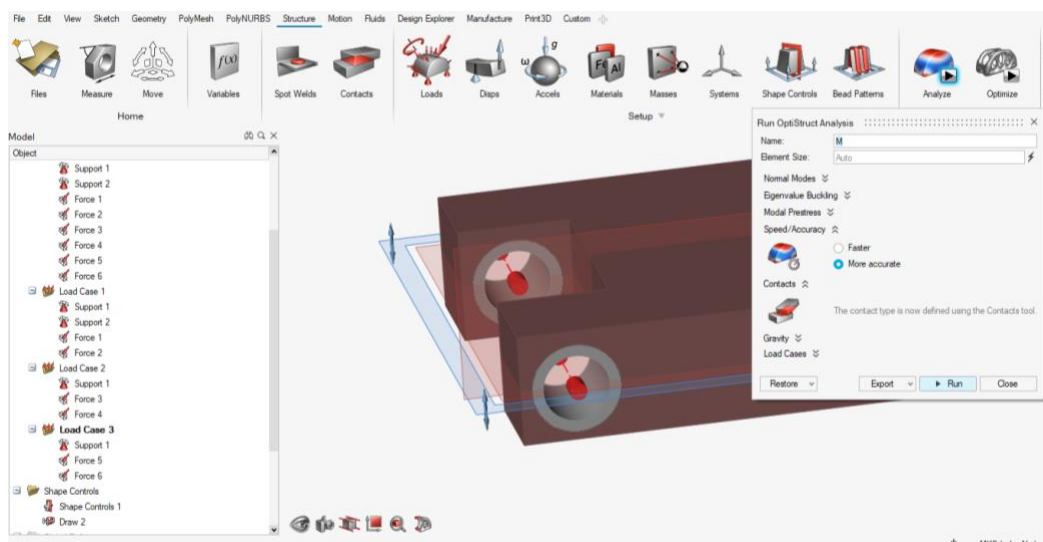 File Edit View Sketch Geometry PolyMesh PolyNURBS Structure Motion Fluids Design Explorer Manufacture Print3D Custom
f(x)
g
ω
Fe Al
Files Measure Move Variables Spot Welds Contacts Loads Disps Accels Materials Masses Systems Shape Controls Bead Patterns Analyze Optimize
Home Setup
Model
Object
Support 1
Support 2
Force 1
Force 2
Force 3
Force 4
Force 5
Force 6
Load Case 1
Support 1
Support 2
Force 1
Force 2
Load Case 2
Support 1
Force 3
Force 4
Load Case 3
Support 1
Force 5
Force 6
Shape Controls
Shape Controls 1
Draw 2
Run OptiStruct Analysis
Name: M
Element Size: Auto
Normal Modes
Eigenvalue Buckling
Modal Prestress
Speed/Accuracy
Faster
More accurate
Contacts
The contact type is now defined using the Contacts tool.
Gravity
Load Cases
Restore Export Run Close